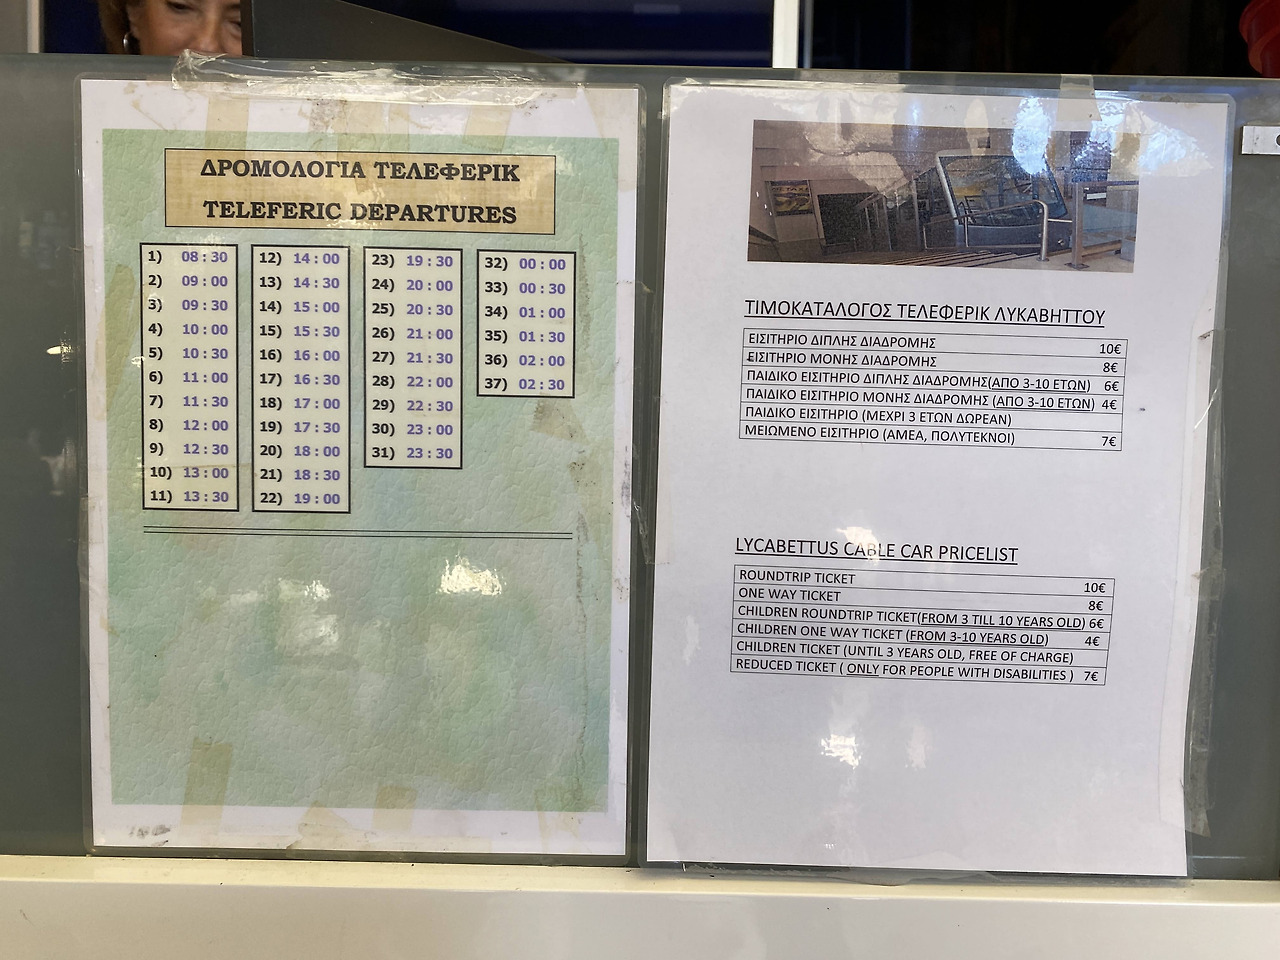 ΔΡΟΜΟΛΟΓΙΑ ΤΕΛΕΦΕΡΙΚ
TELEFERIC DEPARTURES
1) 08 : 30
2) 09 : 00
3) 09 : 30
4) 10 : 00
5) 10 : 30
6) 11 : 00
7) 11 : 30
8) 12 : 00
9) 12 : 30
10) 13 : 00
11) 13 : 30
12) 14 : 00
13) 14 : 30
14) 15 : 00
15) 15 : 30
16) 16 : 00
17) 16 : 30
18) 17 : 00
19) 17 : 30
20) 18 : 00
21) 18 : 30
22) 19 : 00
23) 19 : 30
24) 20 : 00
25) 20 : 30
26) 21 : 00
27) 21 : 30
28) 22 : 00
29) 22 : 30
30) 23 : 00
31) 23 : 30
32) 00 : 00
33) 00 : 30
34) 01 : 00
35) 01 : 30
36) 02 : 00
37) 02 : 30
ΤΙΜΟΚΑΤΑΛΟΓΟΣ ΤΕΛΕΦΕΡΙΚ ΛΥΚΑΒΗΤΤΟΥ
ΕΙΣΙΤΗΡΙΟ ΔΙΠΛΗΣ ΔΙΑΔΡΟΜΗΣ 10€
ΕΙΣΙΤΗΡΙΟ ΜΟΝΗΣ ΔΙΑΔΡΟΜΗΣ 8€
ΠΑΙΔΙΚΟ ΕΙΣΙΤΗΡΙΟ ΔΙΠΛΗΣ ΔΙΑΔΡΟΜΗΣ(ΑΠΟ 3-10 ΕΤΩΝ) 6€
ΠΑΙΔΙΚΟ ΕΙΣΙΤΗΡΙΟ ΜΟΝΗΣ ΔΙΑΔΡΟΜΗΣ (ΑΠΟ 3-10 ΕΤΩΝ) 4€
ΠΑΙΔΙΚΟ ΕΙΣΙΤΗΡΙΟ (ΜΕΧΡΙ 3 ΕΤΩΝ ΔΩΡΕΑΝ)
ΜΕΙΩΜΕΝΟ ΕΙΣΙΤΗΡΙΟ (ΑΜΕΑ, ΠΟΛΥΤΕΚΝΟΙ) 7€
LYCABETTUS CABLE CAR PRICELIST
ROUNDTRIP TICKET 10€
ONE WAY TICKET 8€
CHILDREN ROUNDTRIP TICKET(FROM 3 TILL 10 YEARS OLD) 6€
CHILDREN ONE WAY TICKET (FROM 3-10 YEARS OLD) 4€
CHILDREN TICKET (UNTIL 3 YEARS OLD, FREE OF CHARGE)
REDUCED TICKET ( ONLY FOR PEOPLE WITH DISABILITIES ) 7€